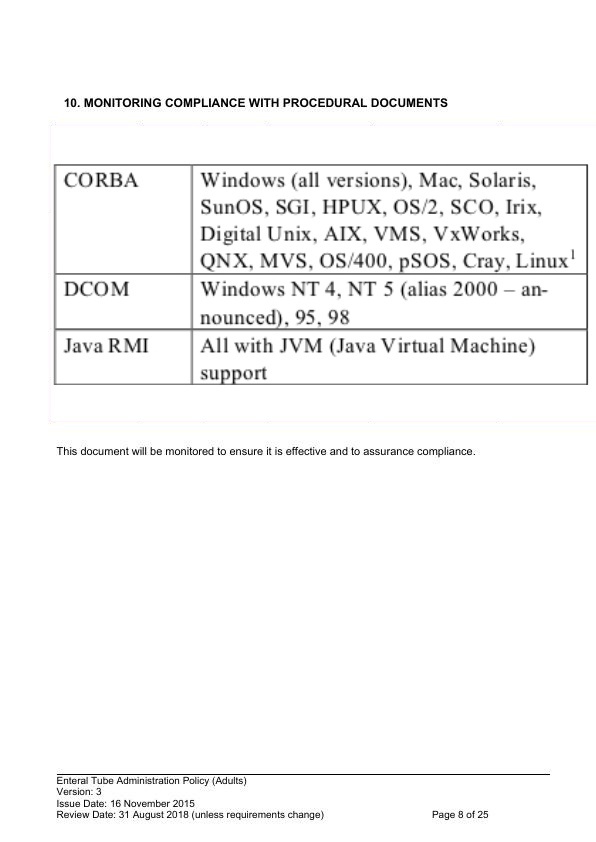 10. MONITORING COMPLIANCE WITH PROCEDURAL DOCUMENTS
CORBA
Windows (all versions), Mac, Solaris,
SunOS, SGI, HPUX, OS/2, SCO, Irix,
Digital Unix, AIX, VMS, VxWorks,
QNX, MVS, OS/400, pSOS, Cray, Linux¹
DCOM
Windows NT 4, NT 5 (alias 2000 – an-
nounced), 95, 98
Java RMI
All with JVM (Java Virtual Machine)
support
This document will be monitored to ensure it is effective and to assurance compliance.
Enteral Tube Administration Policy (Adults)
Version: 3
Issue Date: 16 November 2015
Review Date: 31 August 2018 (unless requirements change) Page 8 of 25